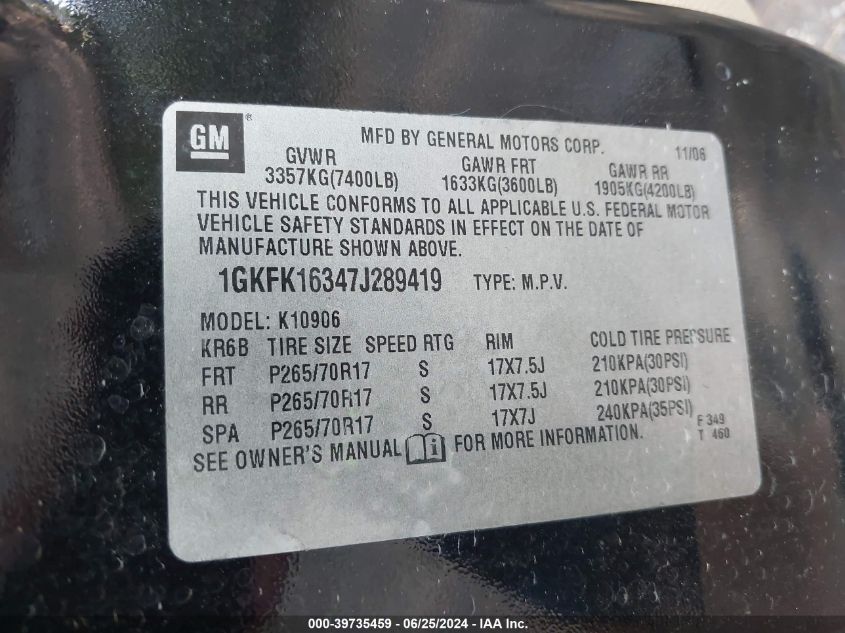 GM ®
MFD BY GENERAL MOTORS CORP. 11/06
GVWR GAWR FRT GAWR RR
3357KG(7400LB) 1633KG(3600LB) 1905KG(4200LB)
THIS VEHICLE CONFORMS TO ALL APPLICABLE U.S. FEDERAL MOTOR
VEHICLE SAFETY STANDARDS IN EFFECT ON THE DATE OF
MANUFACTURE SHOWN ABOVE.
1GKFK16347J289419 TYPE: M.P.V.
MODEL: K10906
KR6B TIRE SIZE SPEED RTG RIM COLD TIRE PRESSURE
FRT P265/70R17 S 17X7.5J 210KPA(30PSI)
RR P265/70R17 S 17X7.5J 210KPA(30PSI)
SPA P265/70R17 S 17X7J 240KPA(35PSI)
F 349
SEE OWNER'S MANUAL i FOR MORE INFORMATION. T 460
000-39735459 - 06/25/2024 - IAA Inc.